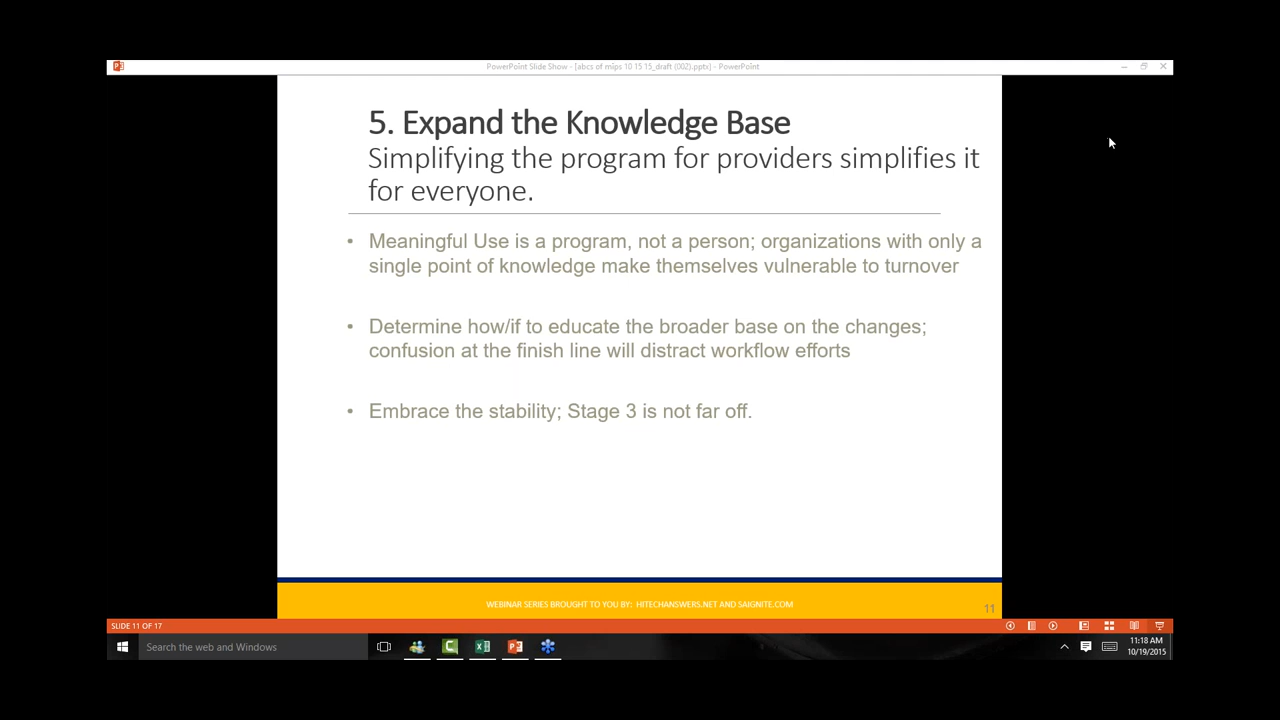 PowerPoint Slide Show - [abcs of mips 10 15 15_draft (002).pptx] - PowerPoint
5. Expand the Knowledge Base
Simplifying the program for providers simplifies it
for everyone.
• Meaningful Use is a program, not a person; organizations with only a
single point of knowledge make themselves vulnerable to turnover
• Determine how/if to educate the broader base on the changes;
confusion at the finish line will distract workflow efforts
• Embrace the stability; Stage 3 is not far off.
WEBINAR SERIES BROUGHT TO YOU BY: HITECHANSWERS.NET AND SAIGNITE.COM
11
SLIDE 11 OF 17
Search the web and Windows
11:18 AM
10/19/2015